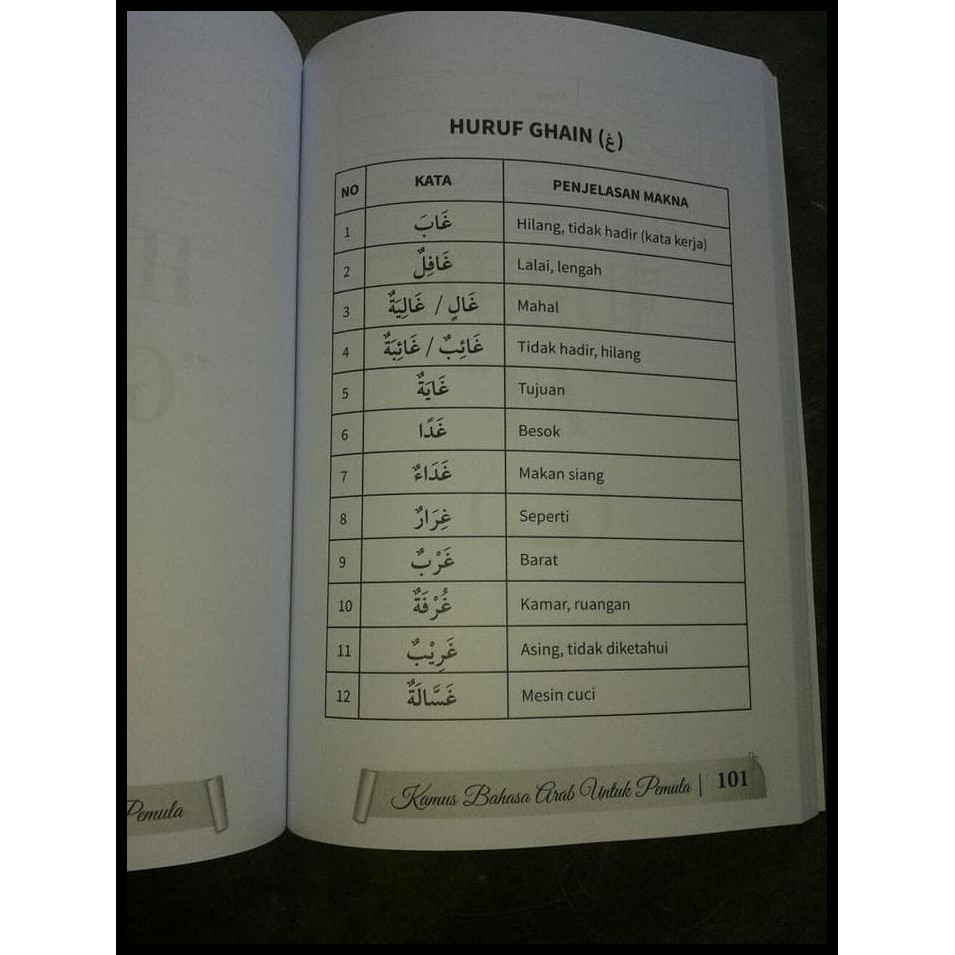 HURUF GHAIN (غ)
NO KATA PENJELASAN MAKNA
1 غَابَ Hilang, tidak hadir (kata kerja)
2 غَافِلٌ Lalai, lengah
3 غَالٍ / غَالِيَةٌ Mahal
4 غَائِبٌ / غَائِبَةٌ Tidak hadir, hilang
5 غَايَةٌ Tujuan
6 غَدًا Besok
7 غَدَاءٌ Makan siang
8 غِرَارٌ Seperti
9 غَرْبٌ Barat
10 غُرْفَةٌ Kamar, ruangan
11 غَرِيْبٌ Asing, tidak diketahui
12 غَسَّالَةٌ Mesin cuci
Kamus Bahasa Arab Untuk Pemula | 101
Pemula